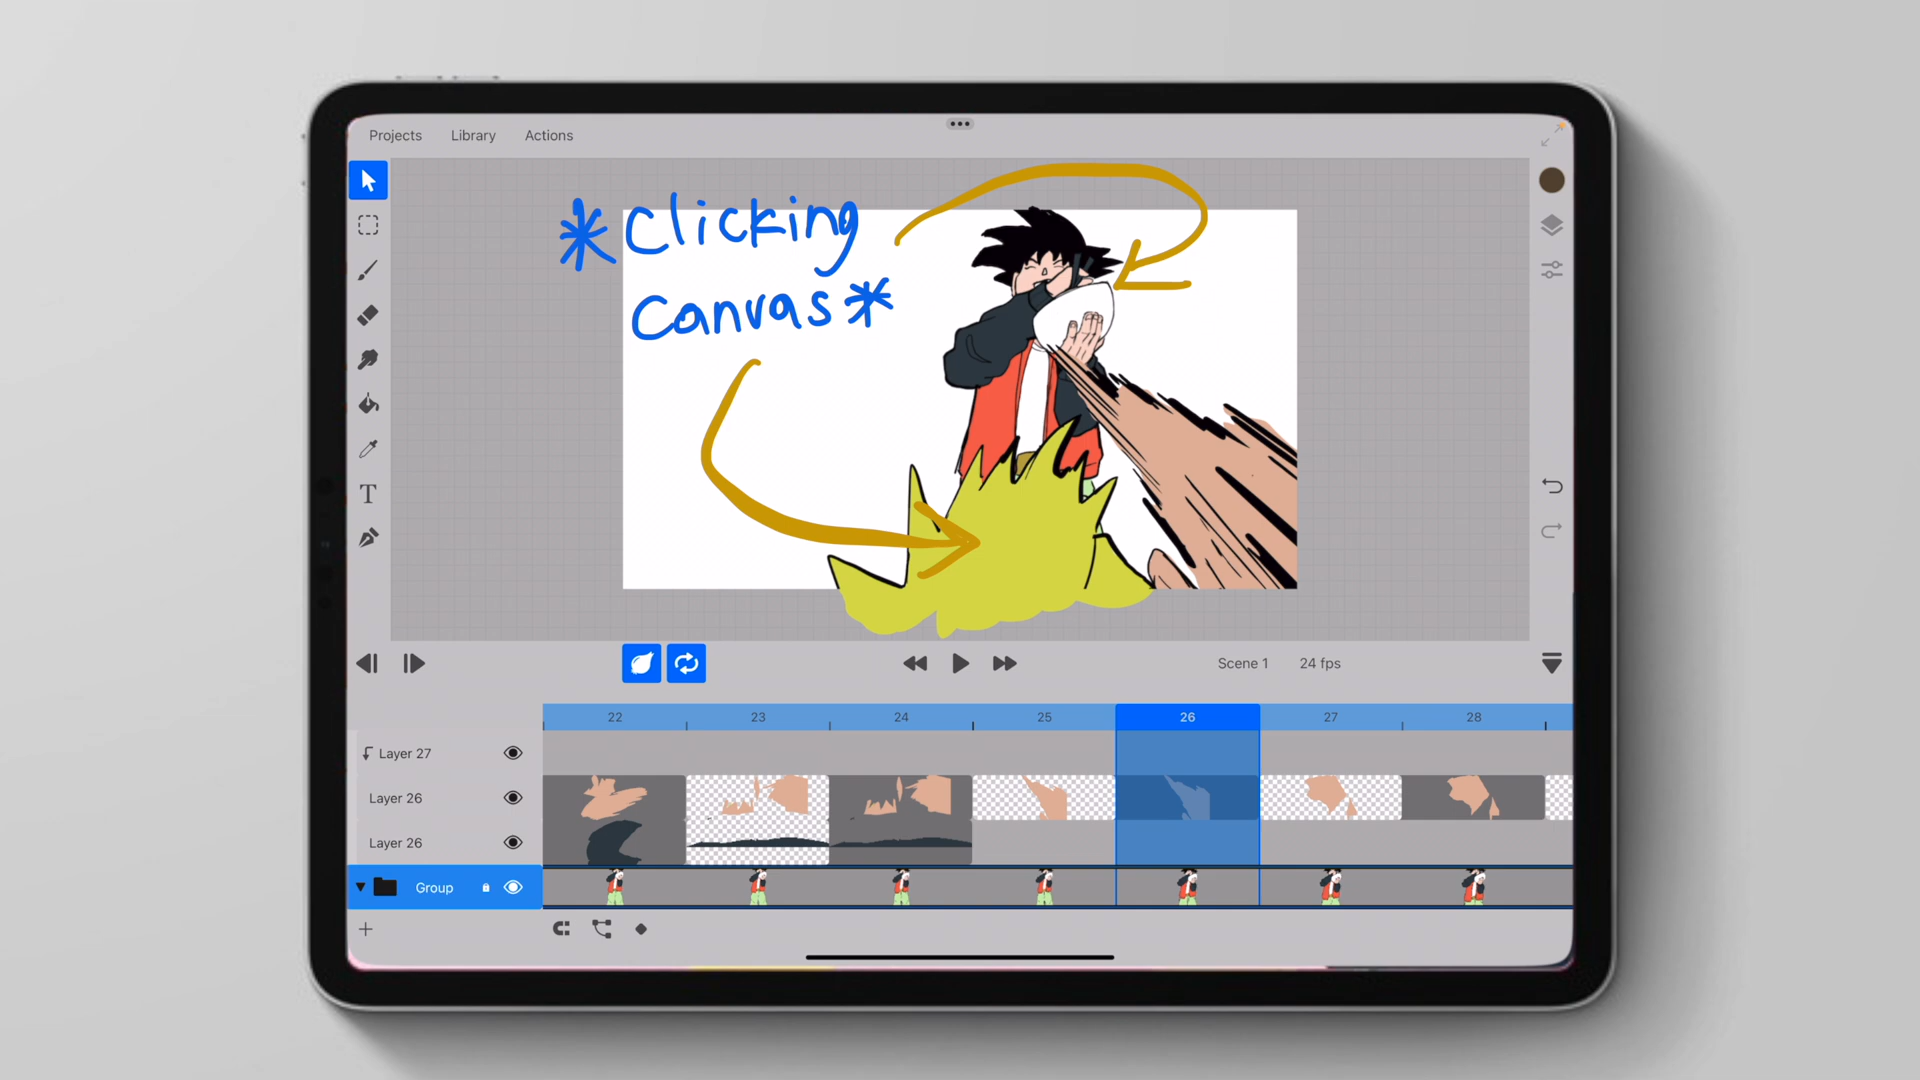 Projects Library Actions
*Clicking
Canvas*
T
Scene 1 24 fps
22 23 24 25 26 27 28
Layer 27
Layer 26
Layer 26
Group